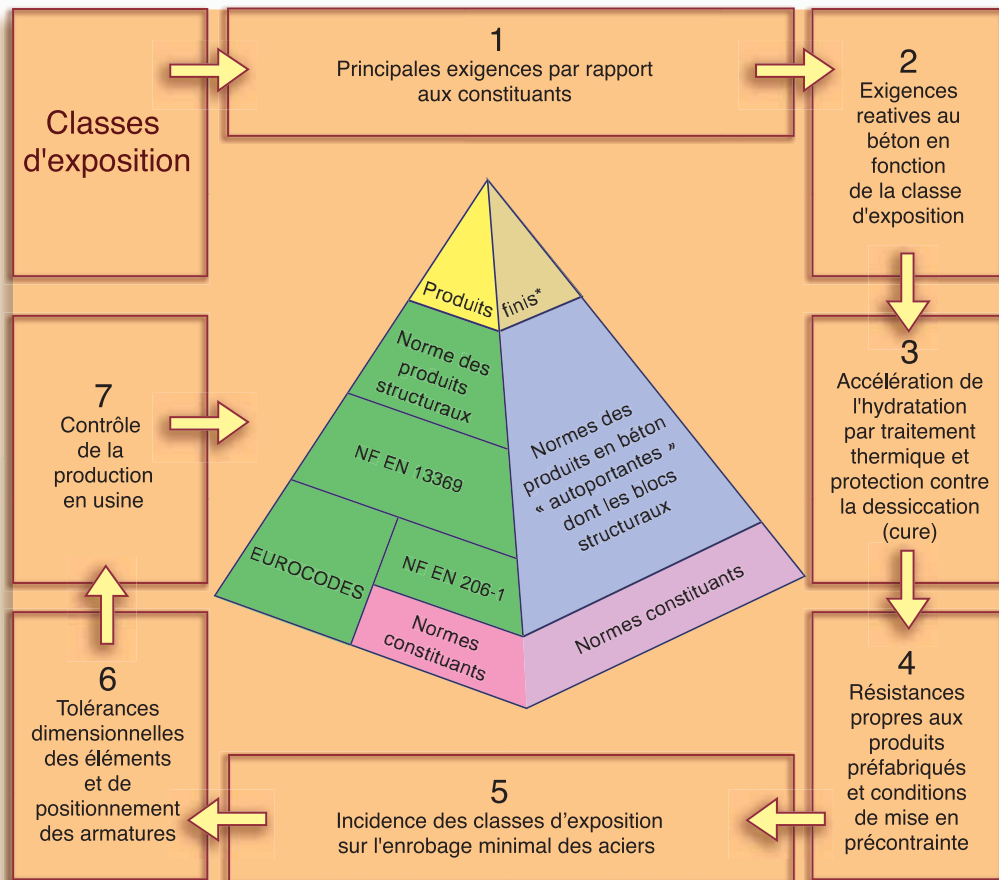 Classes
d'exposition
1
Principales exigences par rapport
aux constituants
2
Exigences
reatives au
béton en
fonction
de la classe
d'exposition
3
Accélération de
l'hydratation
par traitement
thermique et
protection contre
la dessiccation
(cure)
4
Résistances
propres aux
produits
préfabriqués
et conditions
de mise en
précontrainte
5
Incidence des classes d'exposition
sur l'enrobage minimal des aciers
6
Tolérances
dimensionnelles
des éléments
et de
positionnement
des armatures
7
Contrôle
de la
production
en usine
Produits finis*
Norme des
produits
structuraux
NF EN 13369
EUROCODES
NF EN 206-1
Normes
constituants
Normes des
produits en béton
« autoportantes »
dont les blocs
structuraux
Normes constituants